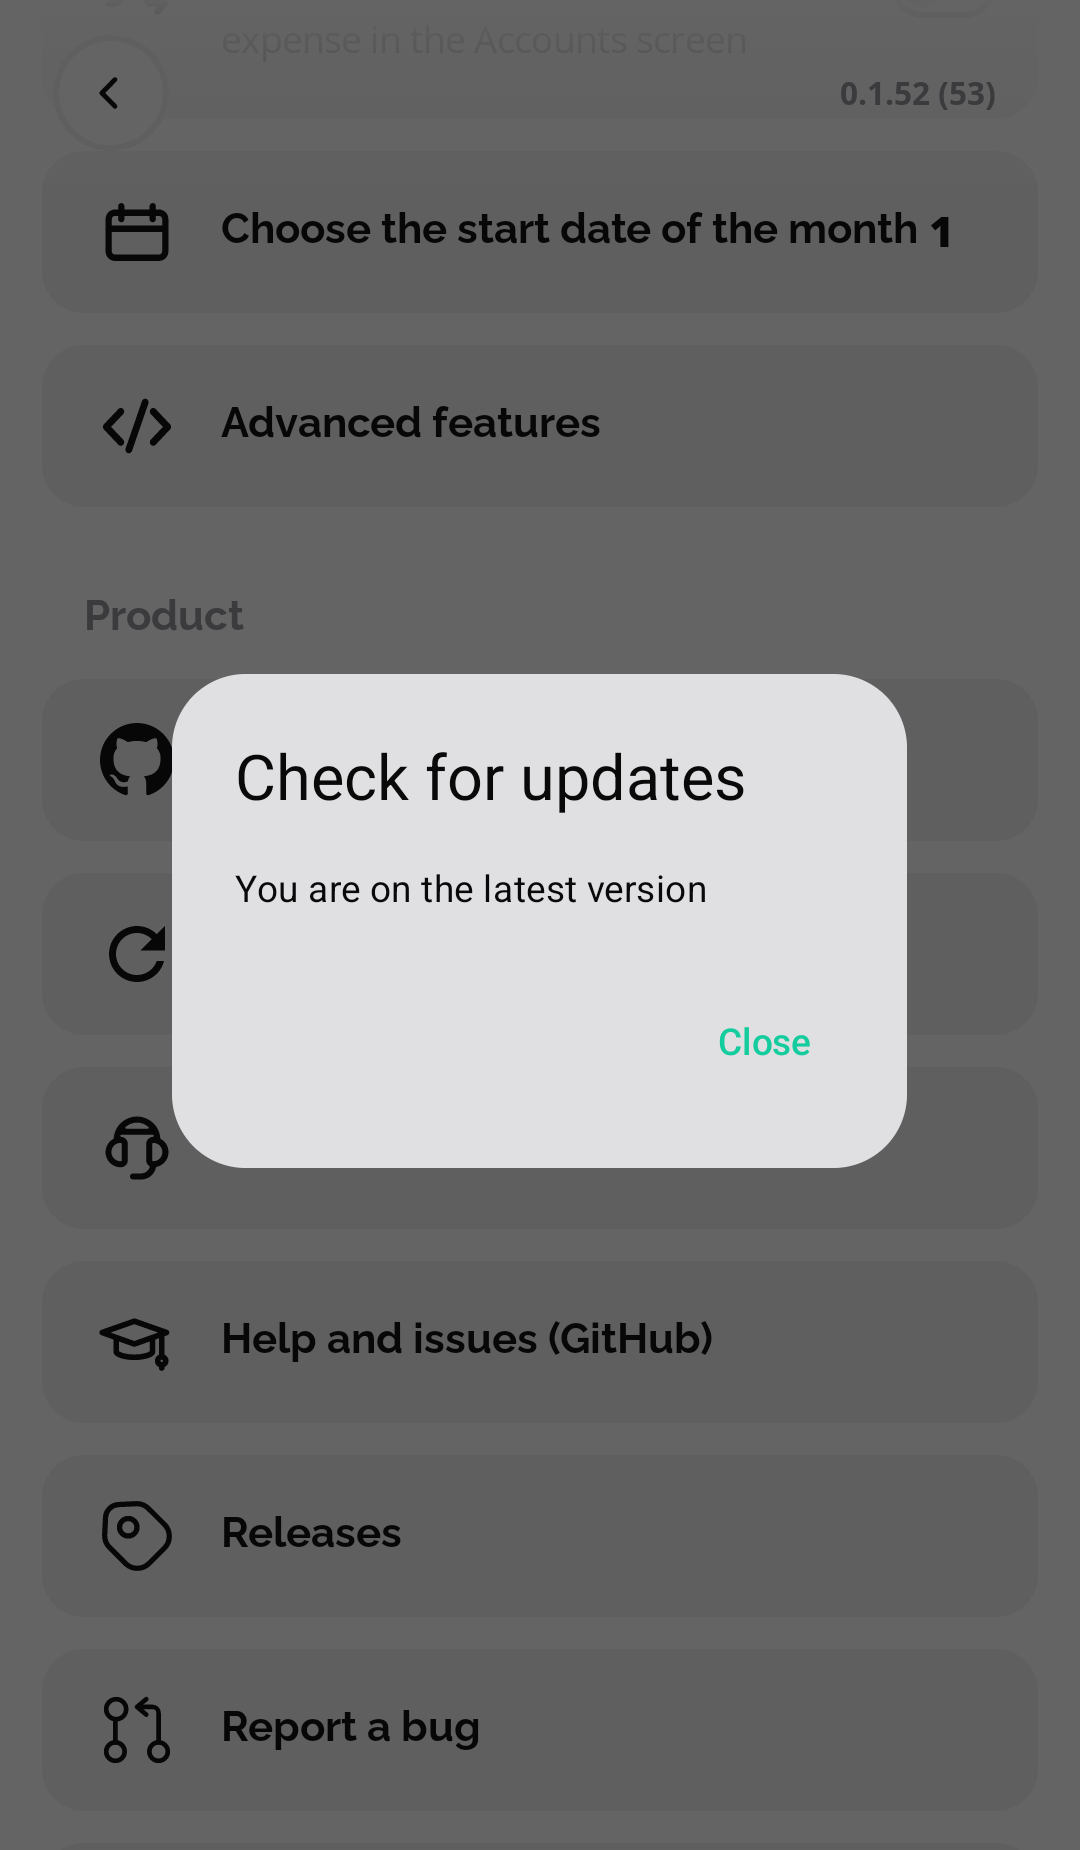 expense in the Accounts screen
0.1.52 (53)
Choose the start date of the month 1
Advanced features
Product
Check for updates
You are on the latest version
Close
Help and issues (GitHub)
Releases
Report a bug